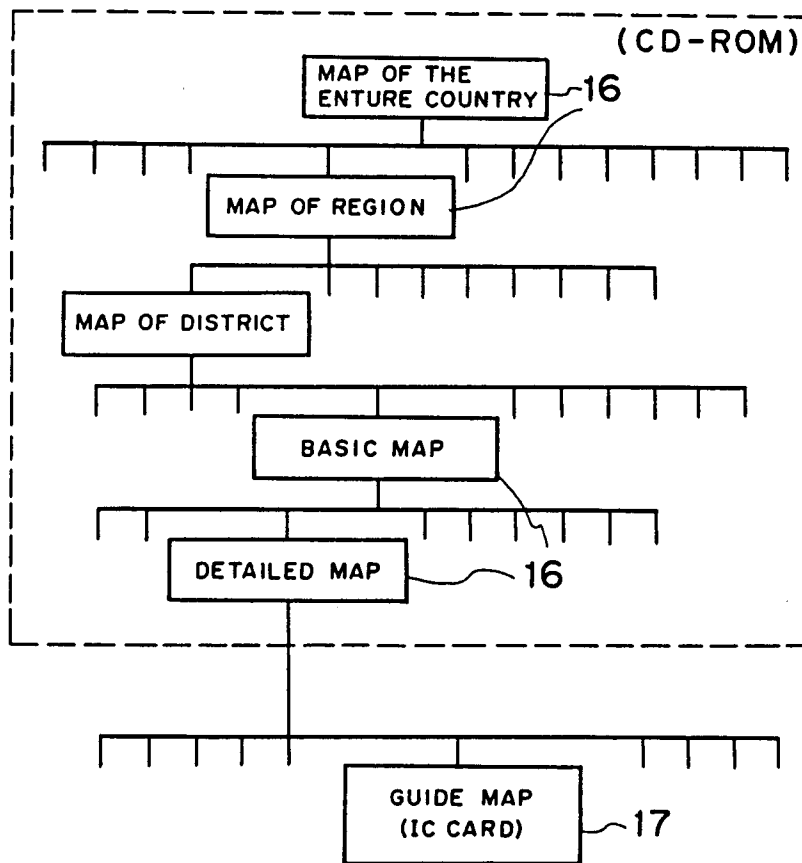 (CD-ROM)
MAP OF THE
ENTURE COUNTRY
16
MAP OF REGION
MAP OF DISTRICT
BASIC MAP
DETAILED MAP
16
GUIDE MAP
(IC CARD)
17